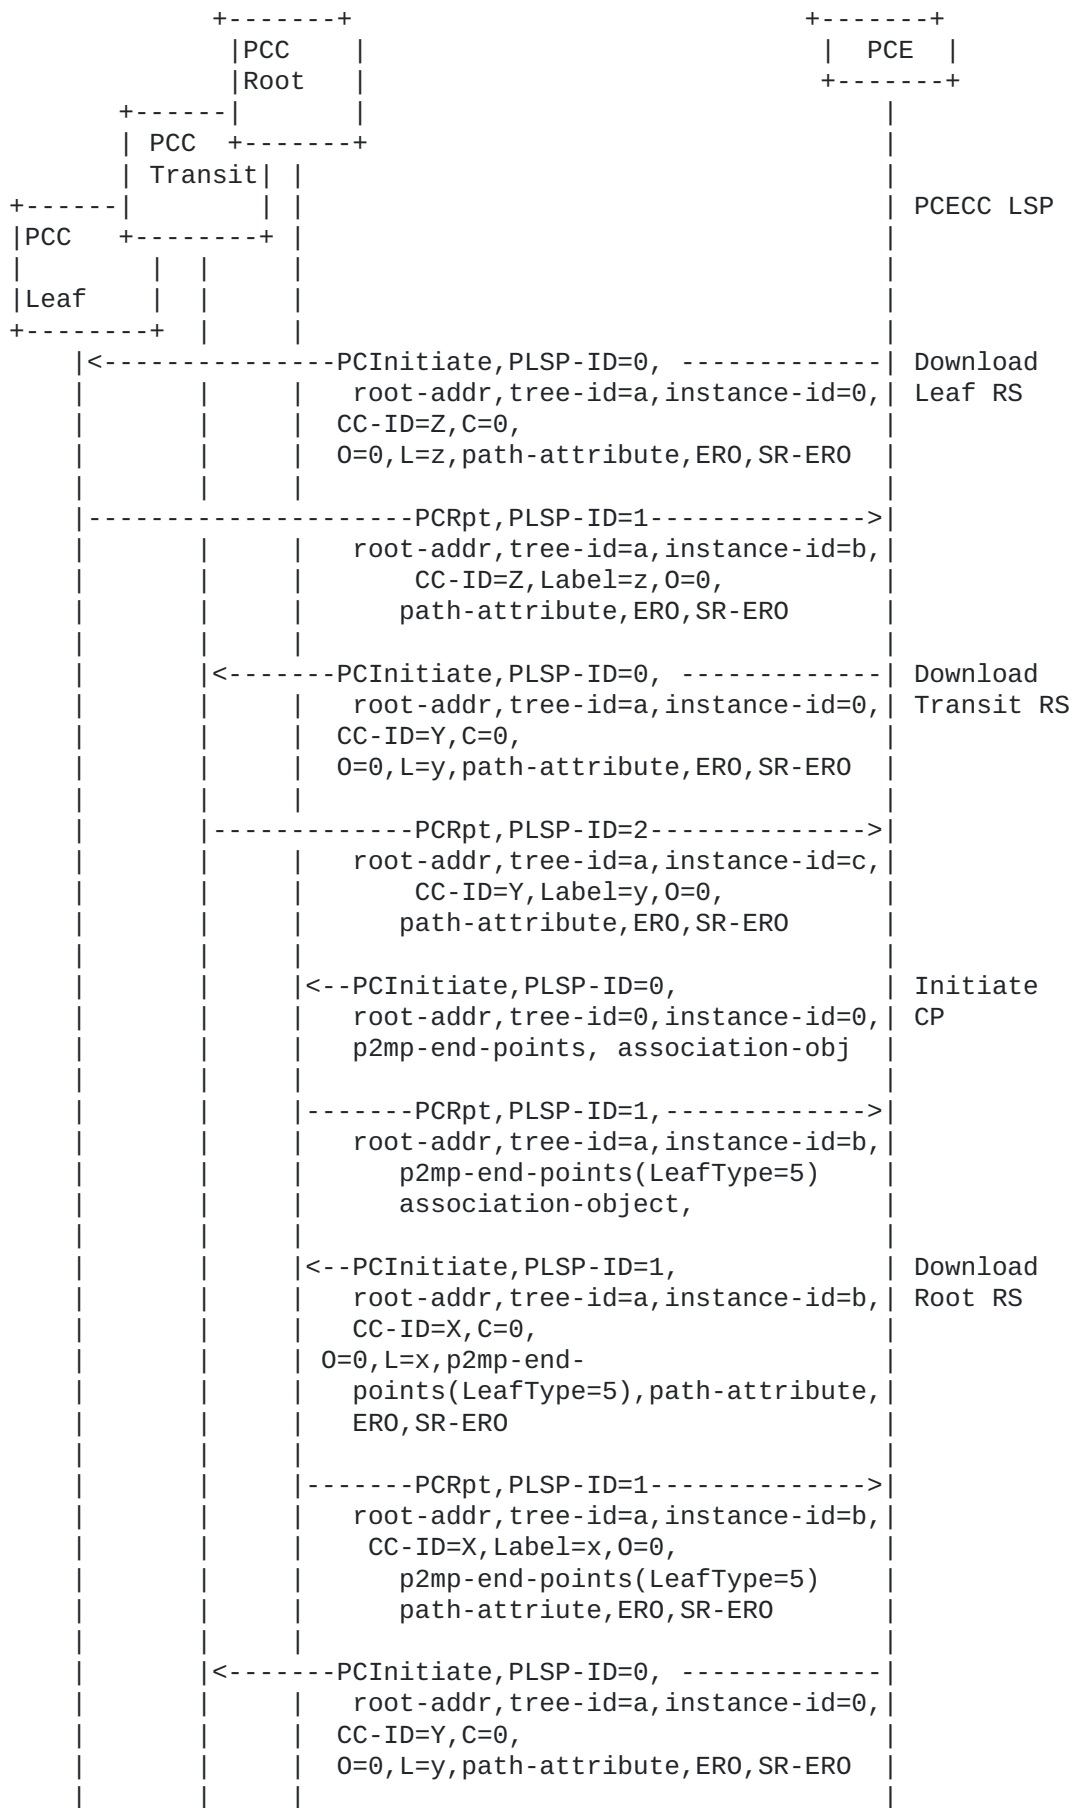 +-------+                             +-------+
              |PCC    |                             |  PCE  |
              |Root   |                             +-------+
       +------|       |                                 |
       | PCC  +-------+                                 |
       | Transit| |                                     |
+------|        | |                                     | PCECC LSP
|PCC   +--------+ |                                     |
|        |  |     |                                     |
|Leaf    |  |     |                                     |
+--------+  |     |                                     |
    |<---------------PCInitiate,PLSP-ID=0, -------------| Download
    |       |     |   root-addr,tree-id=a,instance-id=0,| Leaf RS
    |       |     |  CC-ID=Z,C=0,                       |
    |       |     |  O=0,L=z,path-attribute,ERO,SR-ERO  |
    |       |     |                                     |
    |---------------------PCRpt,PLSP-ID=1-------------->|
    |       |     |   root-addr,tree-id=a,instance-id=b,|
    |       |     |       CC-ID=Z,Label=z,O=0,          |
    |       |     |      path-attribute,ERO,SR-ERO      |
    |       |     |                                     |
    |       |<-------PCInitiate,PLSP-ID=0, -------------| Download
    |       |     |   root-addr,tree-id=a,instance-id=0,| Transit RS
    |       |     |  CC-ID=Y,C=0,                       |
    |       |     |  O=0,L=y,path-attribute,ERO,SR-ERO  |
    |       |     |                                     |
    |       |-------------PCRpt,PLSP-ID=2-------------->|
    |       |     |   root-addr,tree-id=a,instance-id=c,|
    |       |     |       CC-ID=Y,Label=y,O=0,          |
    |       |     |      path-attribute,ERO,SR-ERO      |
    |       |     |                                     |
    |       |     |<--PCInitiate,PLSP-ID=0,             | Initiate
    |       |     |   root-addr,tree-id=0,instance-id=0,| CP
    |       |     |   p2mp-end-points, association-obj  |
    |       |     |                                     |
    |       |     |-------PCRpt,PLSP-ID=1,------------->|
    |       |     |   root-addr,tree-id=a,instance-id=b,|
    |       |     |      p2mp-end-points(LeafType=5)    |
    |       |     |      association-object,            |
    |       |     |                                     |
    |       |     |<--PCInitiate,PLSP-ID=1,             | Download
    |       |     |   root-addr,tree-id=a,instance-id=b,| Root RS
    |       |     |   CC-ID=X,C=0,                      |
    |       |     | O=0,L=x,p2mp-end-                   |
    |       |     |   points(LeafType=5),path-attribute,|
    |       |     |   ERO,SR-ERO                        |
    |       |     |                                     |
    |       |     |-------PCRpt,PLSP-ID=1-------------->|
    |       |     |   root-addr,tree-id=a,instance-id=b,|
    |       |     |    CC-ID=X,Label=x,O=0,             |
    |       |     |      p2mp-end-points(LeafType=5)    |
    |       |     |      path-attriute,ERO,SR-ERO       |
    |       |     |                                     |
    |       |<-------PCInitiate,PLSP-ID=0, -------------|
    |       |     |   root-addr,tree-id=a,instance-id=0,|
    |       |     |  CC-ID=Y,C=0,                       |
    |       |     |  O=0,L=y,path-attribute,ERO,SR-ERO  |
    |       |     |                                     |